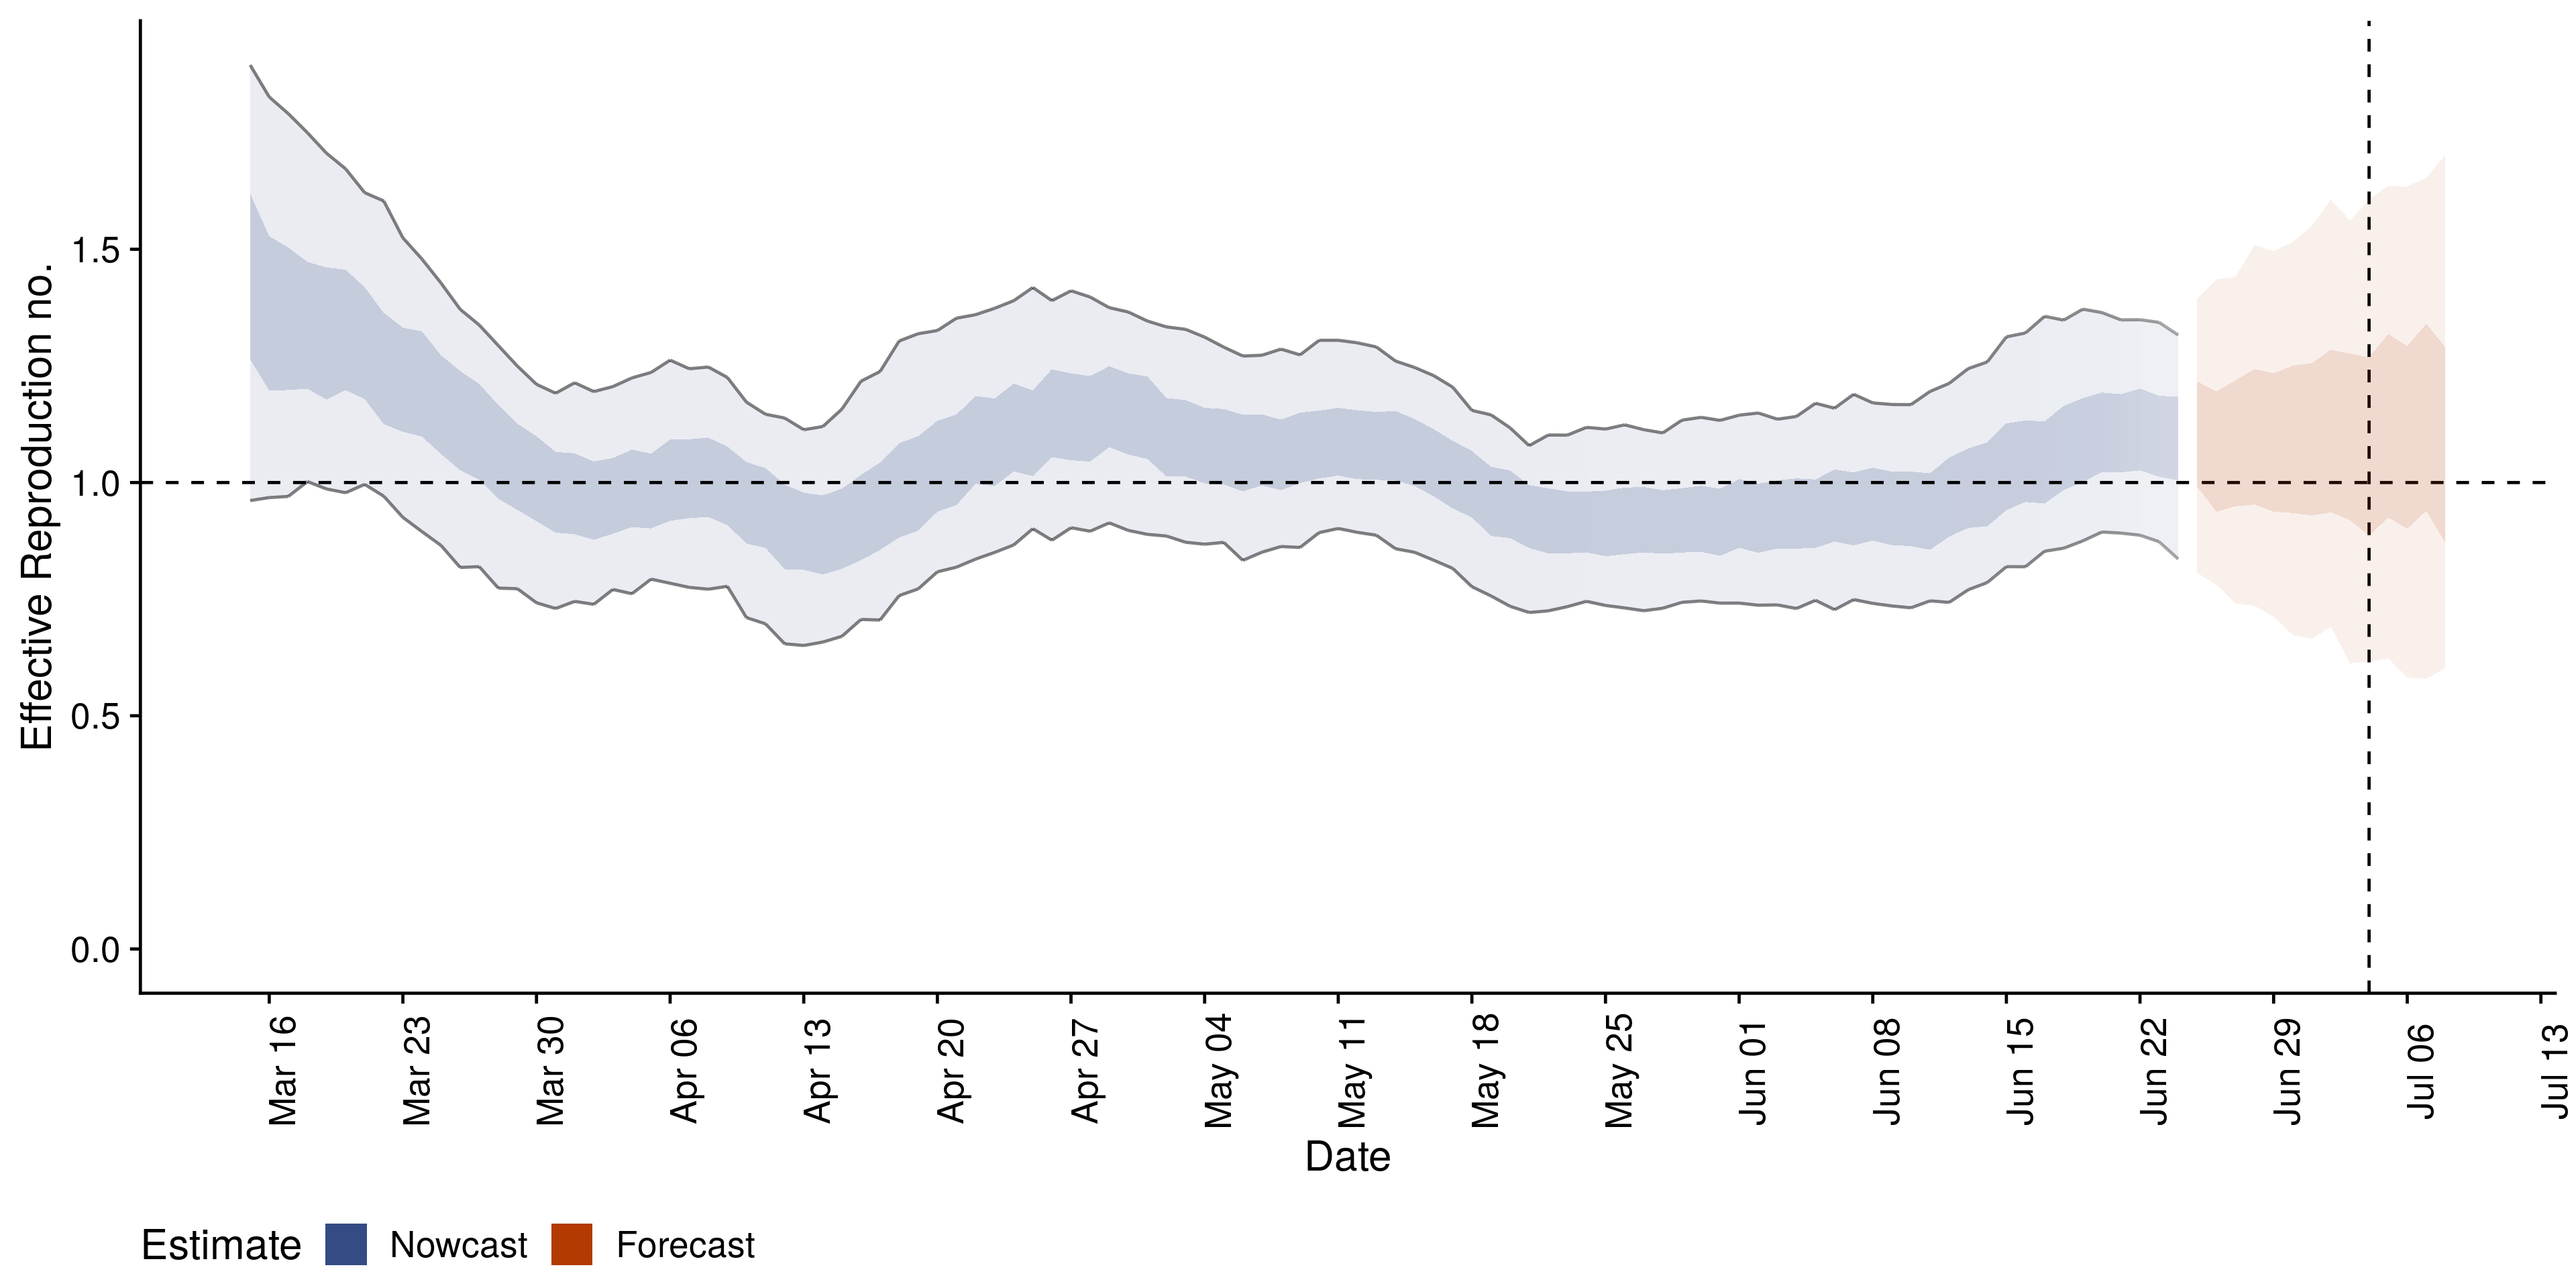 Effective Reproduction no.
1.5
1.0
0.5
0.0
Mar 16
Mar 23
Mar 30
Apr 06
Apr 13
Apr 20
Apr 27
May 04
May 11
May 18
May 25
Jun 01
Jun 08
Jun 15
Jun 22
Jun 29
Jul 06
Jul 13
Date
Estimate Nowcast Forecast